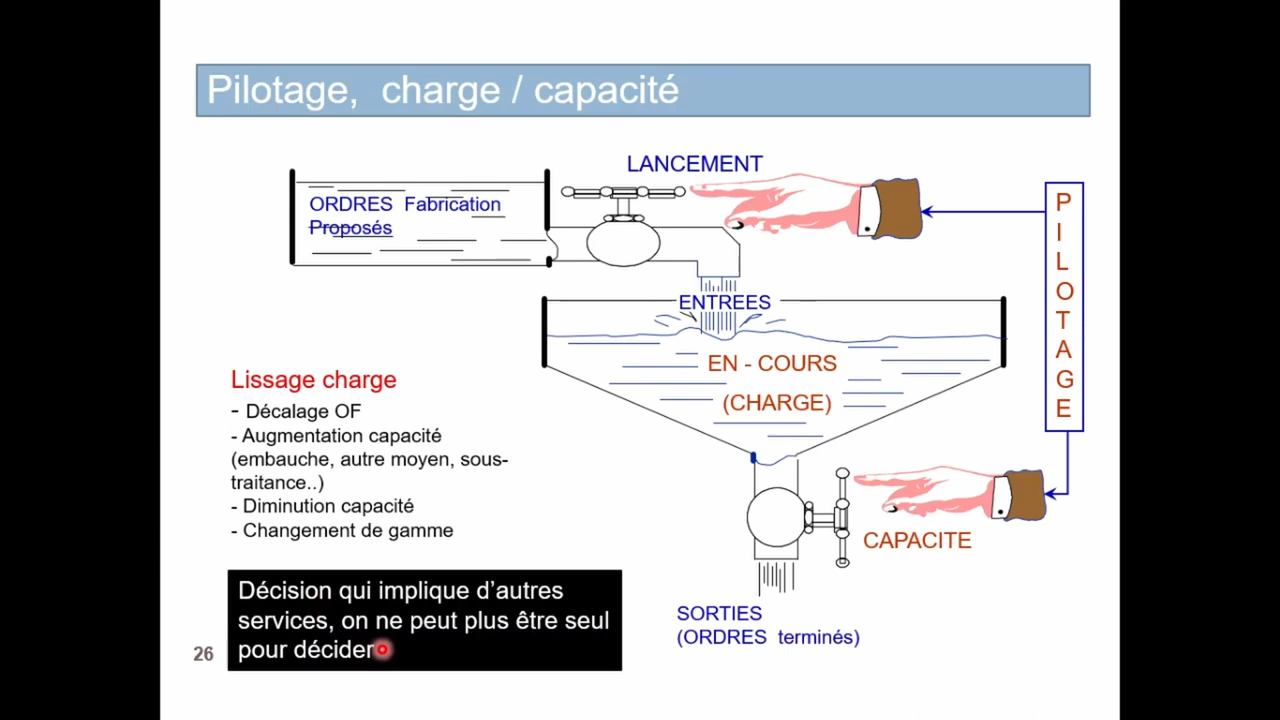 Pilotage, charge / capacité
LANCEMENT
ORDRES Fabrication
Proposés
PILOTAGE
ENTREES
EN - COURS
(CHARGE)
Lissage charge
- Décalage OF
- Augmentation capacité
(embauche, autre moyen, sous-
traitance..)
- Diminution capacité
- Changement de gamme
CAPACITE
Décision qui implique d'autres
services, on ne peut plus être seul
pour décider
SORTIES
(ORDRES terminés)
26